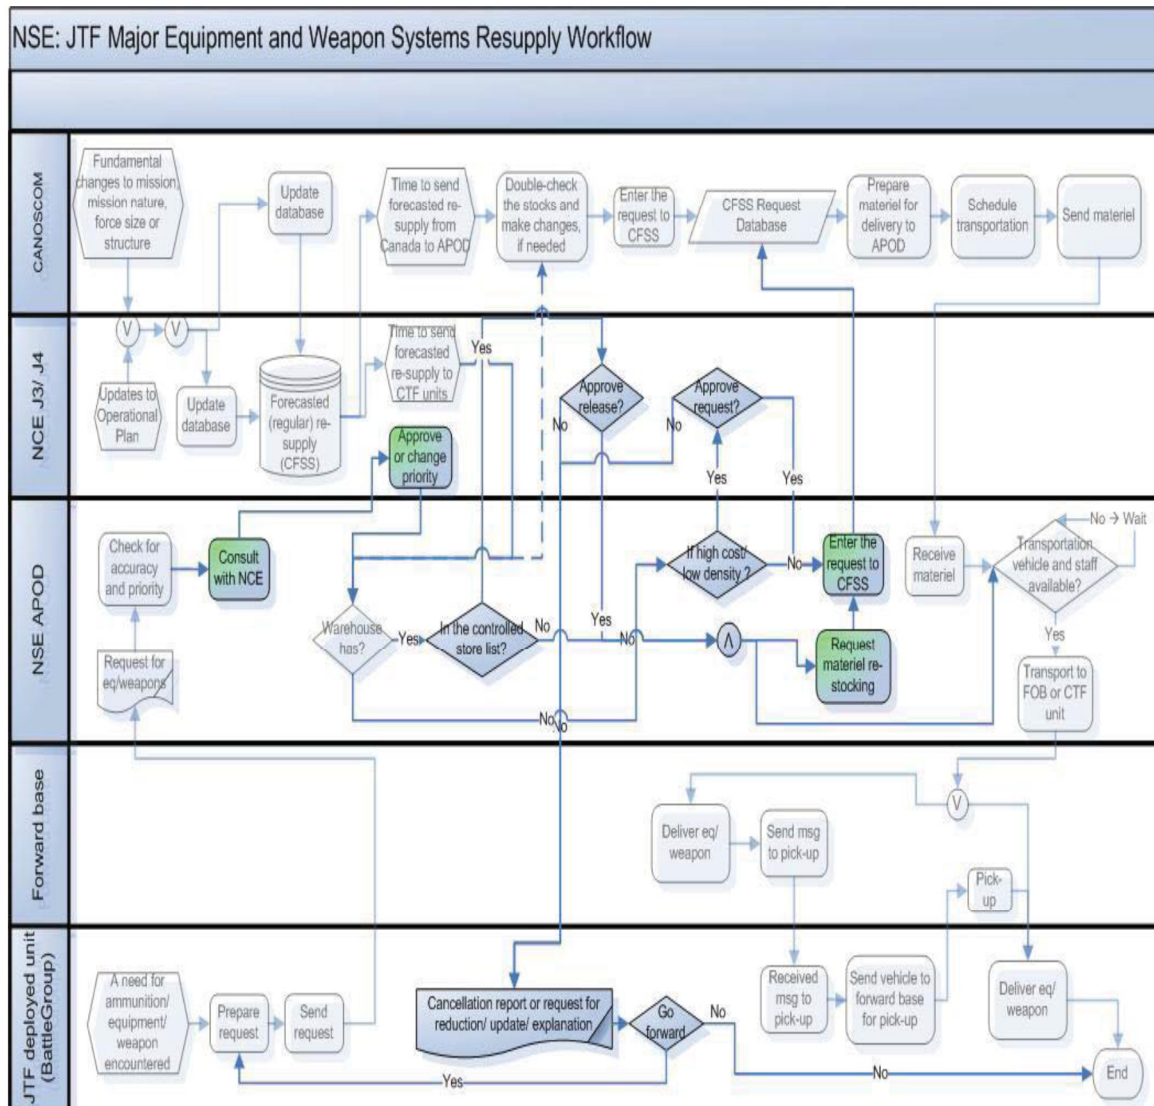 NSE: JTF Major Equipment and Weapon Systems Resupply Workflow
CANOSCOM
Fundamental
changes to mission,
mission nature,
force size or
structure
Update
database
Time to send
forecasted re-
supply from
Canada to APOD
Double-check
the stocks and
make changes,
if needed
Enter the
request to
CFSS
CFSS Request
Database
Prepare
materiel for
delivery to
APOD
Schedule
transportation
Send materiel
NCE J3/ J4
V
V
Updates to
Operational
Plan
Update
database
Forecasted
(regular) re-
supply
(CFSS)
Time to send
forecasted
re-supply to
CTF units
Yes
Approve
or change
priority
Approve
release?
No
Approve
request?
No
Yes
Yes
NSE APOD
Check for
accuracy
and priority
Consult
with NCE
Request for
eq/weapons
Warehouse
has?
Yes
In the controlled
store list?
No
Yes
No
No
No
If high cost/
low density ?
No
Enter the
request to
CFSS
Λ
Request
materiel re-
stocking
Receive
materiel
No → Wait
Transportation
vehicle and staff
available?
Yes
Transport to
FOB or CTF
unit
Forward base
V
Deliver eq/
weapon
Send msg
to pick-up
Pick-
up
JTF deployed unit
(BattleGroup)
A need for
ammunition/
equipment/
weapon
encountered
Prepare
request
Send
request
Cancellation report or request for
reduction/ update/ explanation
Go
forward
No
Yes
No
Received
msg to
pick-up
Send vehicle to
forward base
for pick-up
Deliver eq/
weapon
End